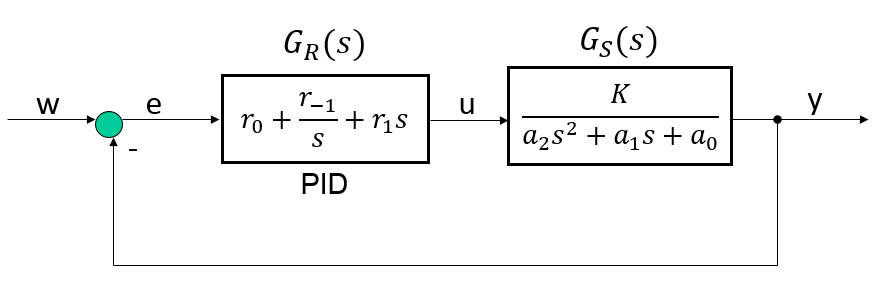 G_R(s)
G_S(s)
w
e
r_0 + r_{-1}/s + r_1 s
u
K/(a_2 s^2 + a_1 s + a_0)
y
-
PID